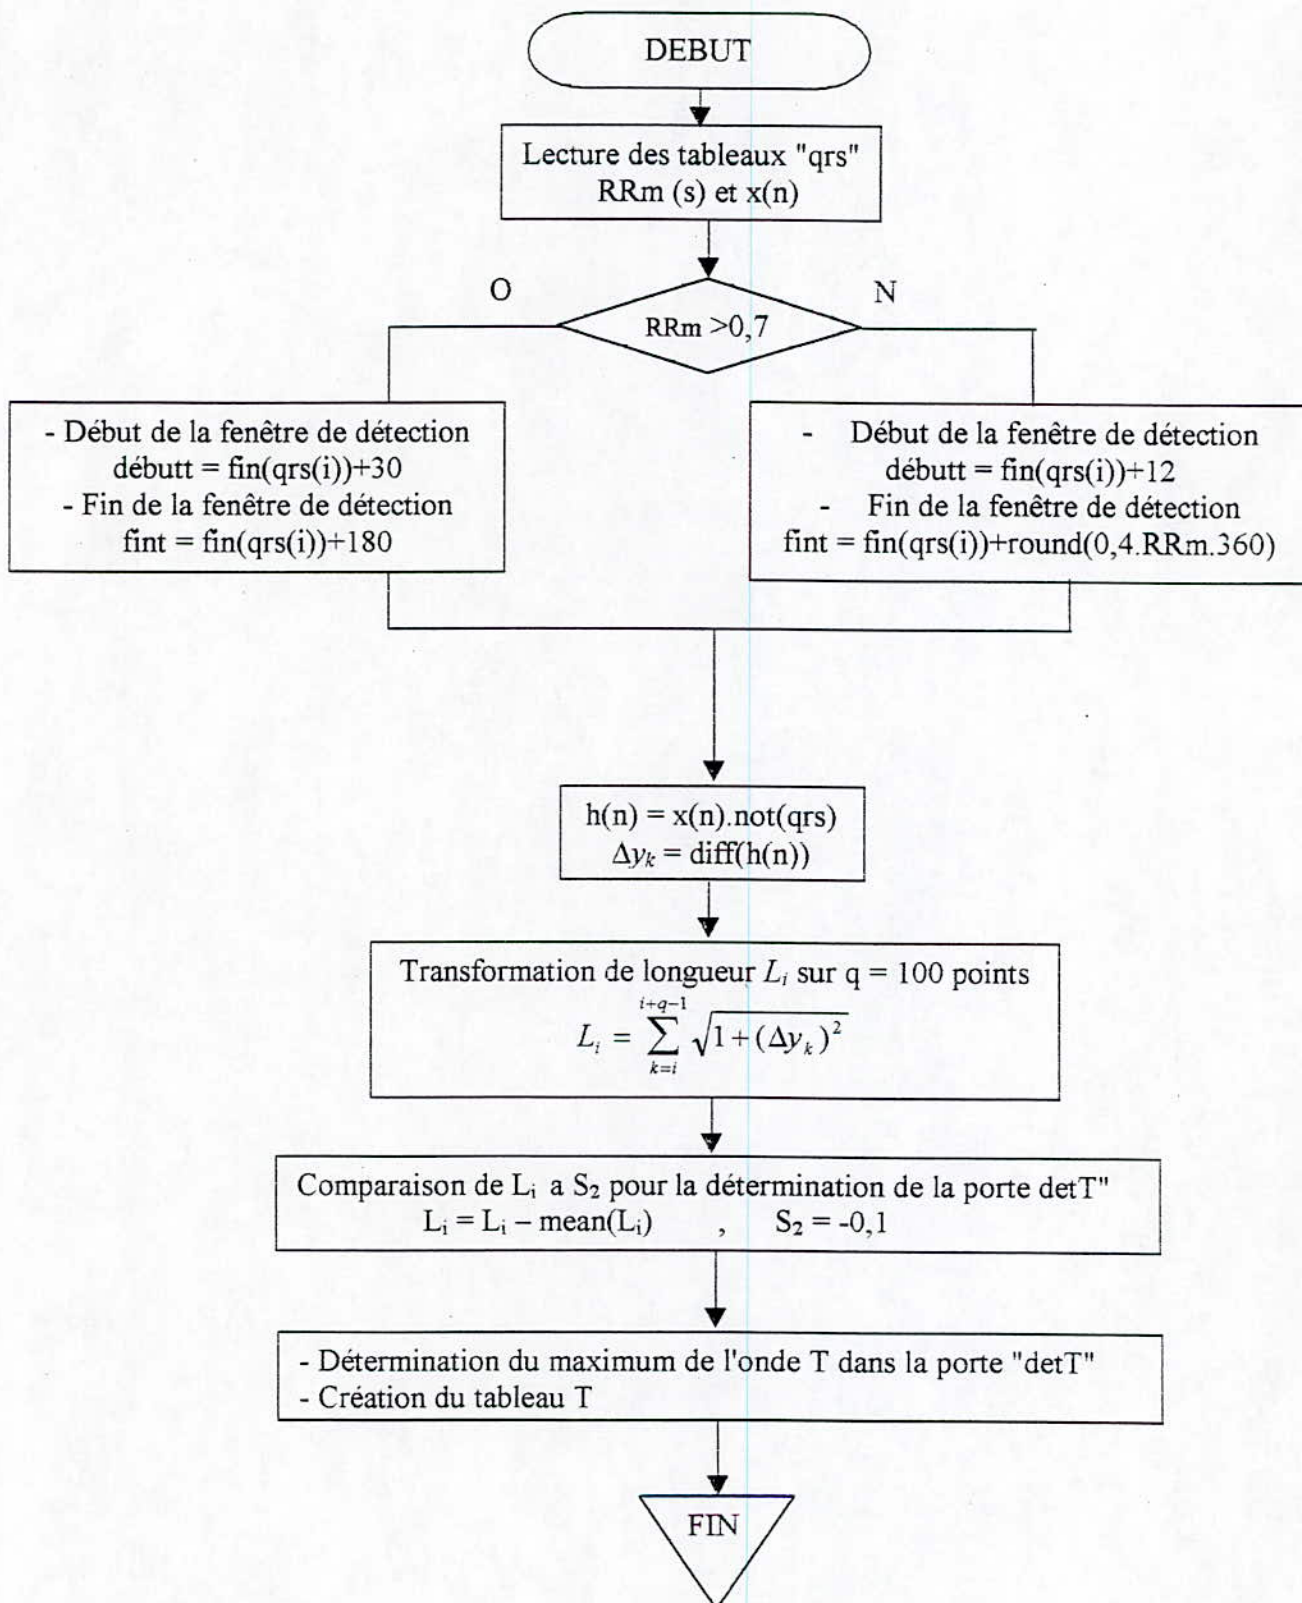 DEBUT
Lecture des tableaux "qrs"
RRm (s) et x(n)
O
N
RRm >0,7
- Début de la fenêtre de détection
débutt = fin(qrs(i))+30
- Fin de la fenêtre de détection
fint = fin(qrs(i))+180
- Début de la fenêtre de détection
débutt = fin(qrs(i))+12
- Fin de la fenêtre de détection
fint = fin(qrs(i))+round(0,4.RRm.360)
h(n) = x(n).not(qrs)
Δyₖ = diff(h(n))
Transformation de longueur Lᵢ sur q = 100 points
Lᵢ = ∑_{k=i}^{i+q−1} √(1+(Δyₖ)²)
Comparaison de Lᵢ a S₂ pour la détermination de la porte detT"
Lᵢ = Lᵢ – mean(Lᵢ) , S₂ = -0,1
- Détermination du maximum de l'onde T dans la porte "detT"
- Création du tableau T
FIN